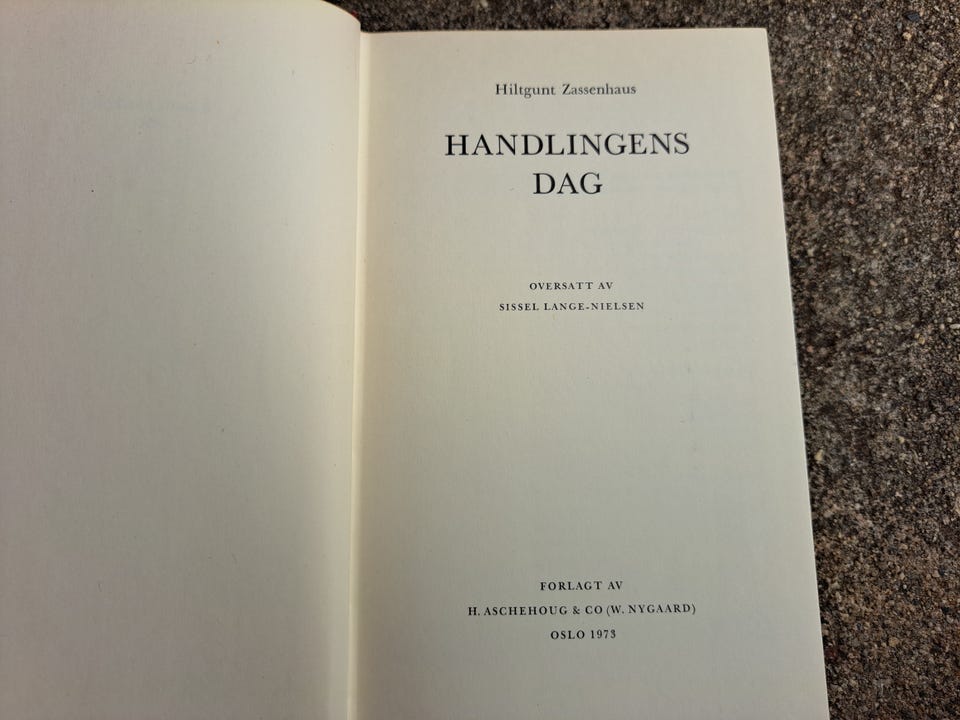 Hiltgunt Zassenhaus
HANDLINGENS
DAG
OVERSATT AV
SISSEL LANGE-NIELSEN
FORLAGT AV
H. ASCHEHOUG & CO (W. NYGAARD)
OSLO 1973